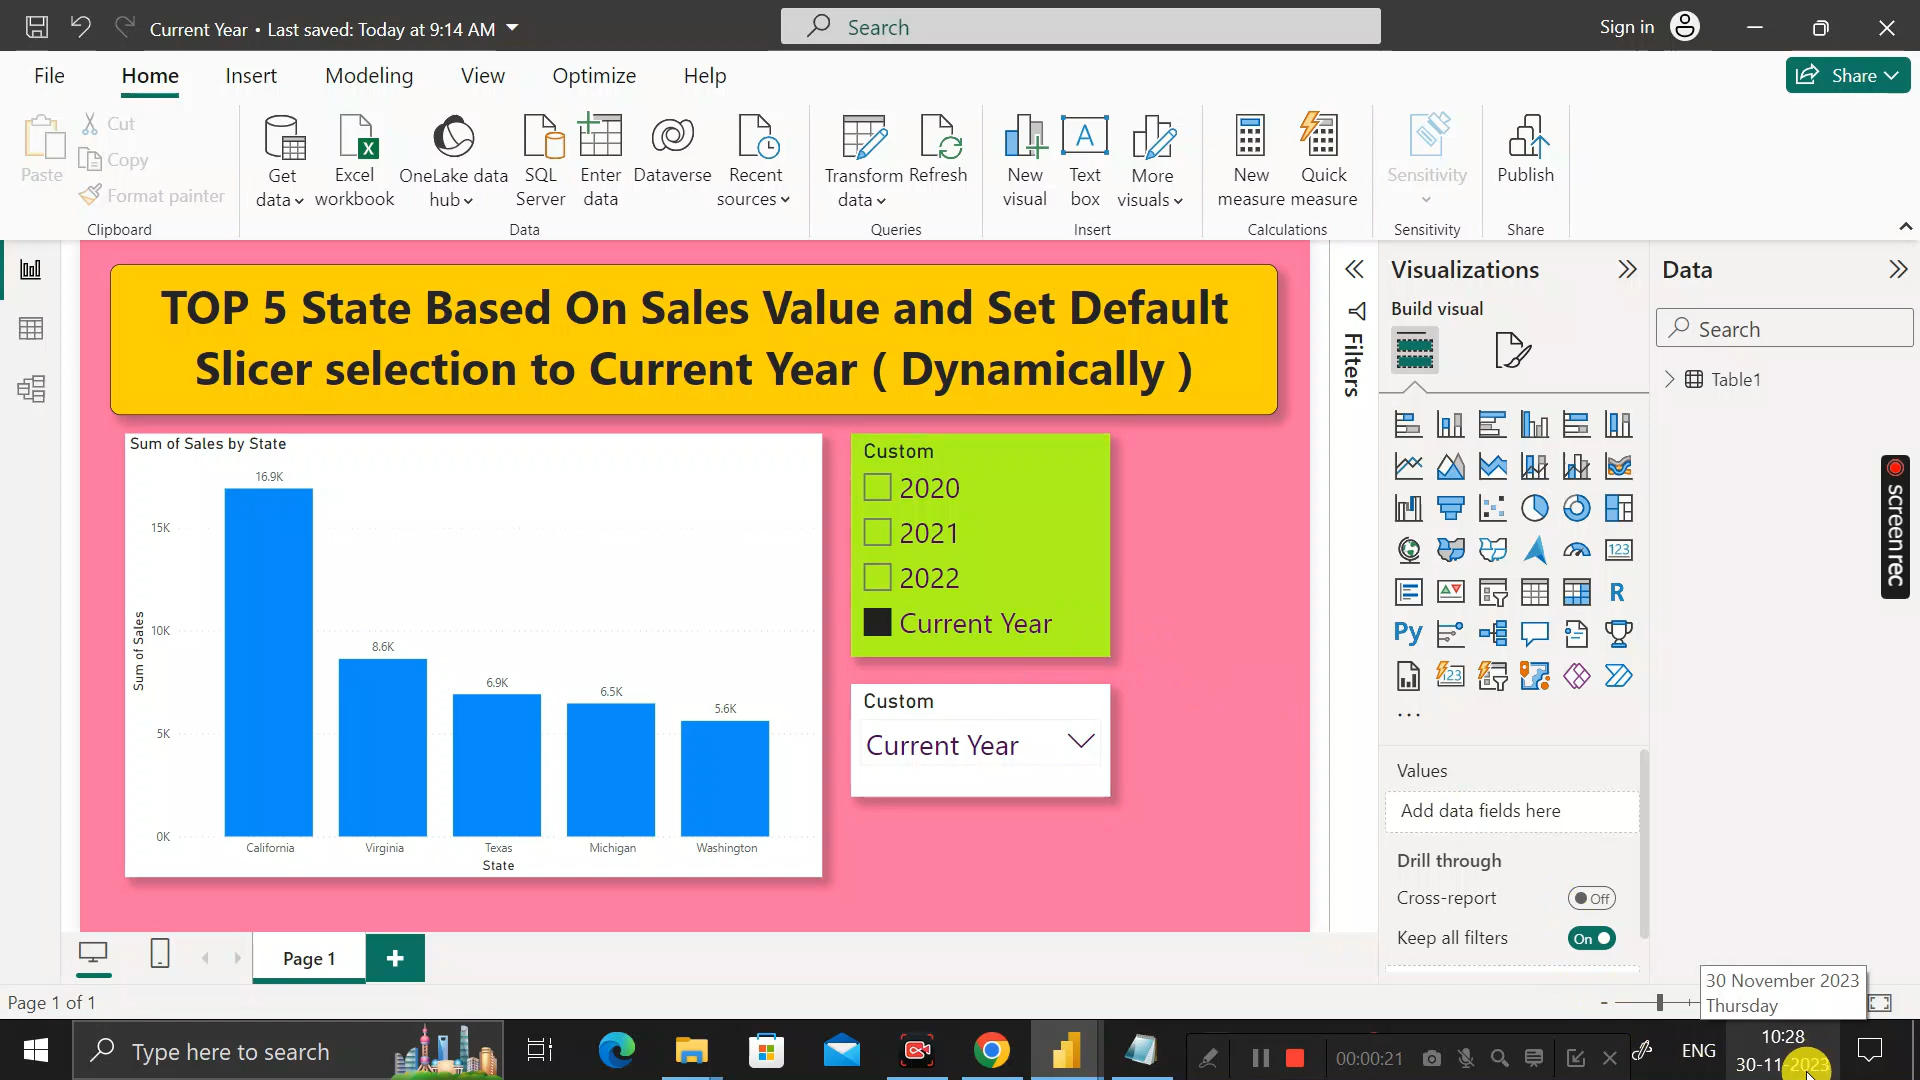 Current Year • Last saved: Today at 9:14 AM
Search
Sign in
File
Home
Insert
Modeling
View
Optimize
Help
Share
Paste
Cut
Copy
Format painter
Clipboard
Get data
Excel workbook
OneLake data hub
SQL Server
Enter data
Dataverse
Recent sources
Data
Transform data
Refresh
Queries
New visual
Text box
More visuals
Insert
New measure
Quick measure
Calculations
Sensitivity
Sensitivity
Publish
Share
TOP 5 State Based On Sales Value and Set Default
Slicer selection to Current Year ( Dynamically )
Sum of Sales by State
Sum of Sales
15K
10K
5K
0K
16.9K
8.6K
6.9K
6.5K
5.6K
California
Virginia
Texas
Michigan
Washington
State
Custom
2020
2021
2022
Current Year
Custom
Current Year
Filters
Visualizations
Build visual
123
R
Py
123
...
Values
Add data fields here
Drill through
Cross-report
Off
Keep all filters
On
Data
Search
Table1
screen rec
Page 1
Page 1 of 1
30 November 2023
Thursday
Type here to search
00:00:21
ENG
10:28
30-11-2023